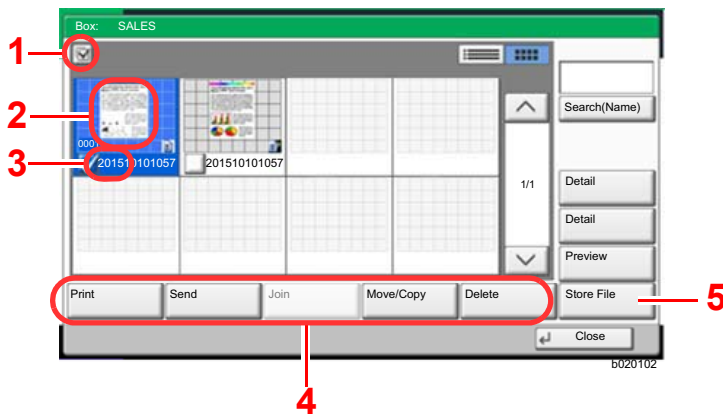 Box: SALES
1
2
3
0001
201510101057
201510101057
Search(Name)
1/1
Detail
Detail
Preview
Print
Send
Join
Move/Copy
Delete
Store File
5
Close
b020102
4